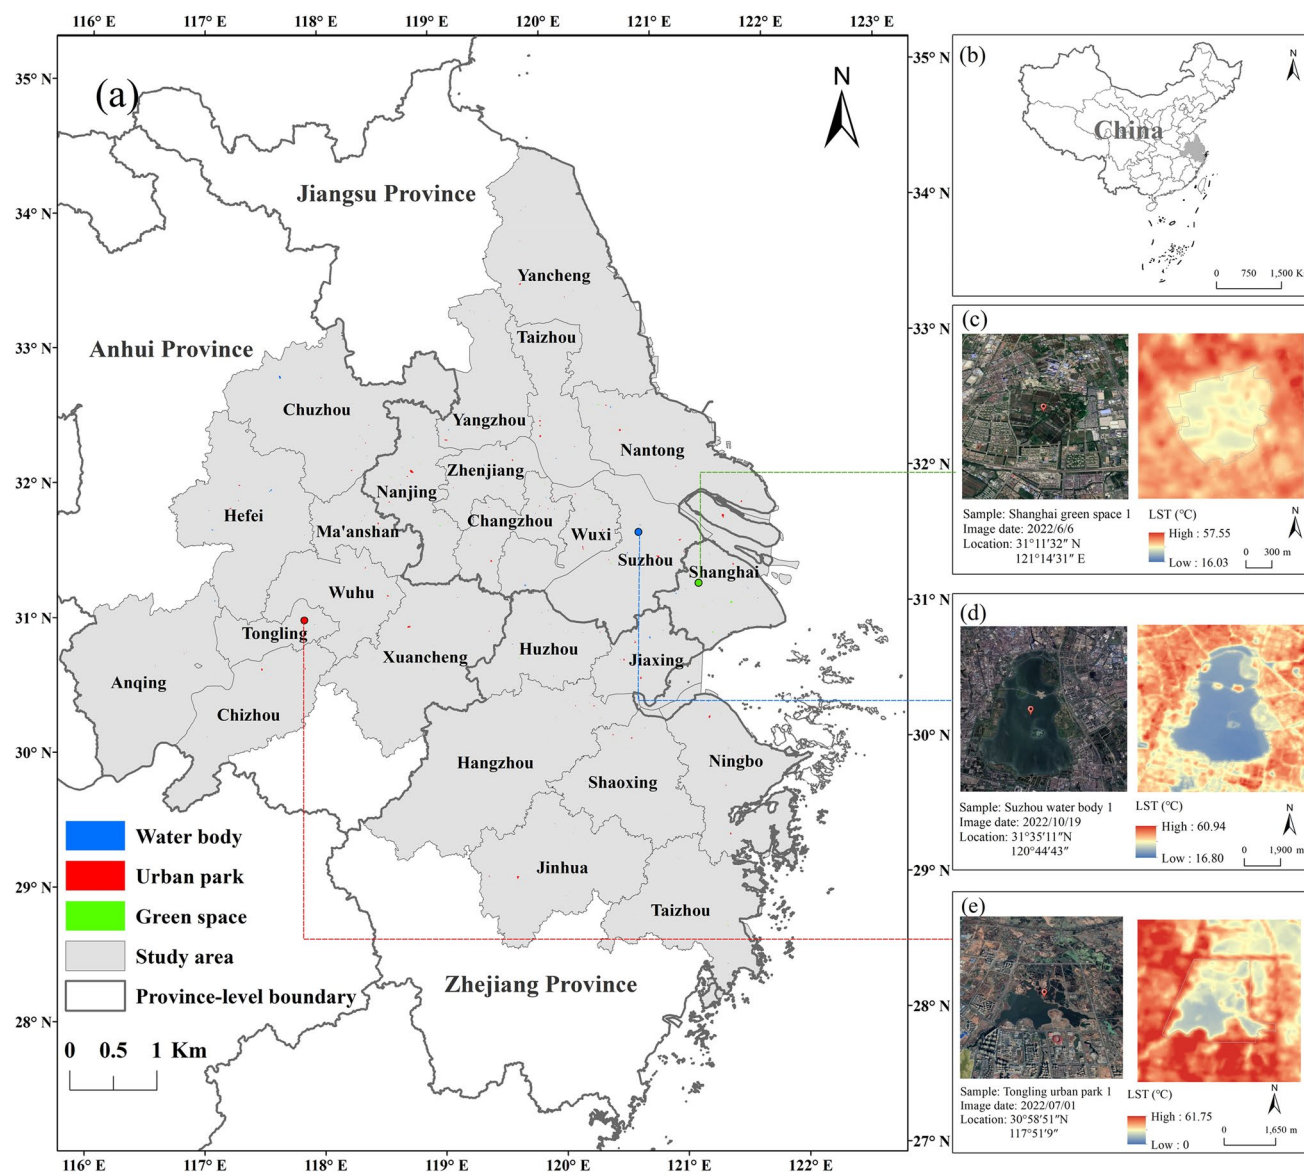 116° E 117° E 118° E 119° E 120° E 121° E 122° E 123° E
(a)
N
35° N
34° N
33° N
32° N
31° N
30° N
29° N
28° N
35° N
34° N
33° N
32° N
31° N
30° N
29° N
28° N
27° N
Jiangsu Province
Anhui Province
Zhejiang Province
Yancheng
Taizhou
Chuzhou
Yangzhou
Nantong
Zhenjiang
Nanjing
Hefei
Ma'anshan
Changzhou
Wuxi
Suzhou
Shanghai
Wuhu
Tongling
Xuancheng
Huzhou
Jiaxing
Anqing
Chizhou
Hangzhou
Ningbo
Shaoxing
Jinhua
Taizhou
Water body
Urban park
Green space
Study area
Province-level boundary
0 0.5 1 Km
116° E 117° E 118° E 119° E 120° E 121° E 122° E
(b)
N
China
0 750 1,500 K
(c)
Sample: Shanghai green space 1
Image date: 2022/6/6
Location: 31°11′32″ N
121°14′31″ E
LST (°C)
High : 57.55
Low : 16.03
N
0 300 m
(d)
Sample: Suzhou water body 1
Image date: 2022/10/19
Location: 31°35′11″N
120°44′43″
LST (°C)
High : 60.94
Low : 16.80
N
0 1,900 m
(e)
Sample: Tongling urban park 1
Image date: 2022/07/01
Location: 30°58′51″N
117°51′9″
LST (°C)
High : 61.75
Low : 0
N
0 1,650 m